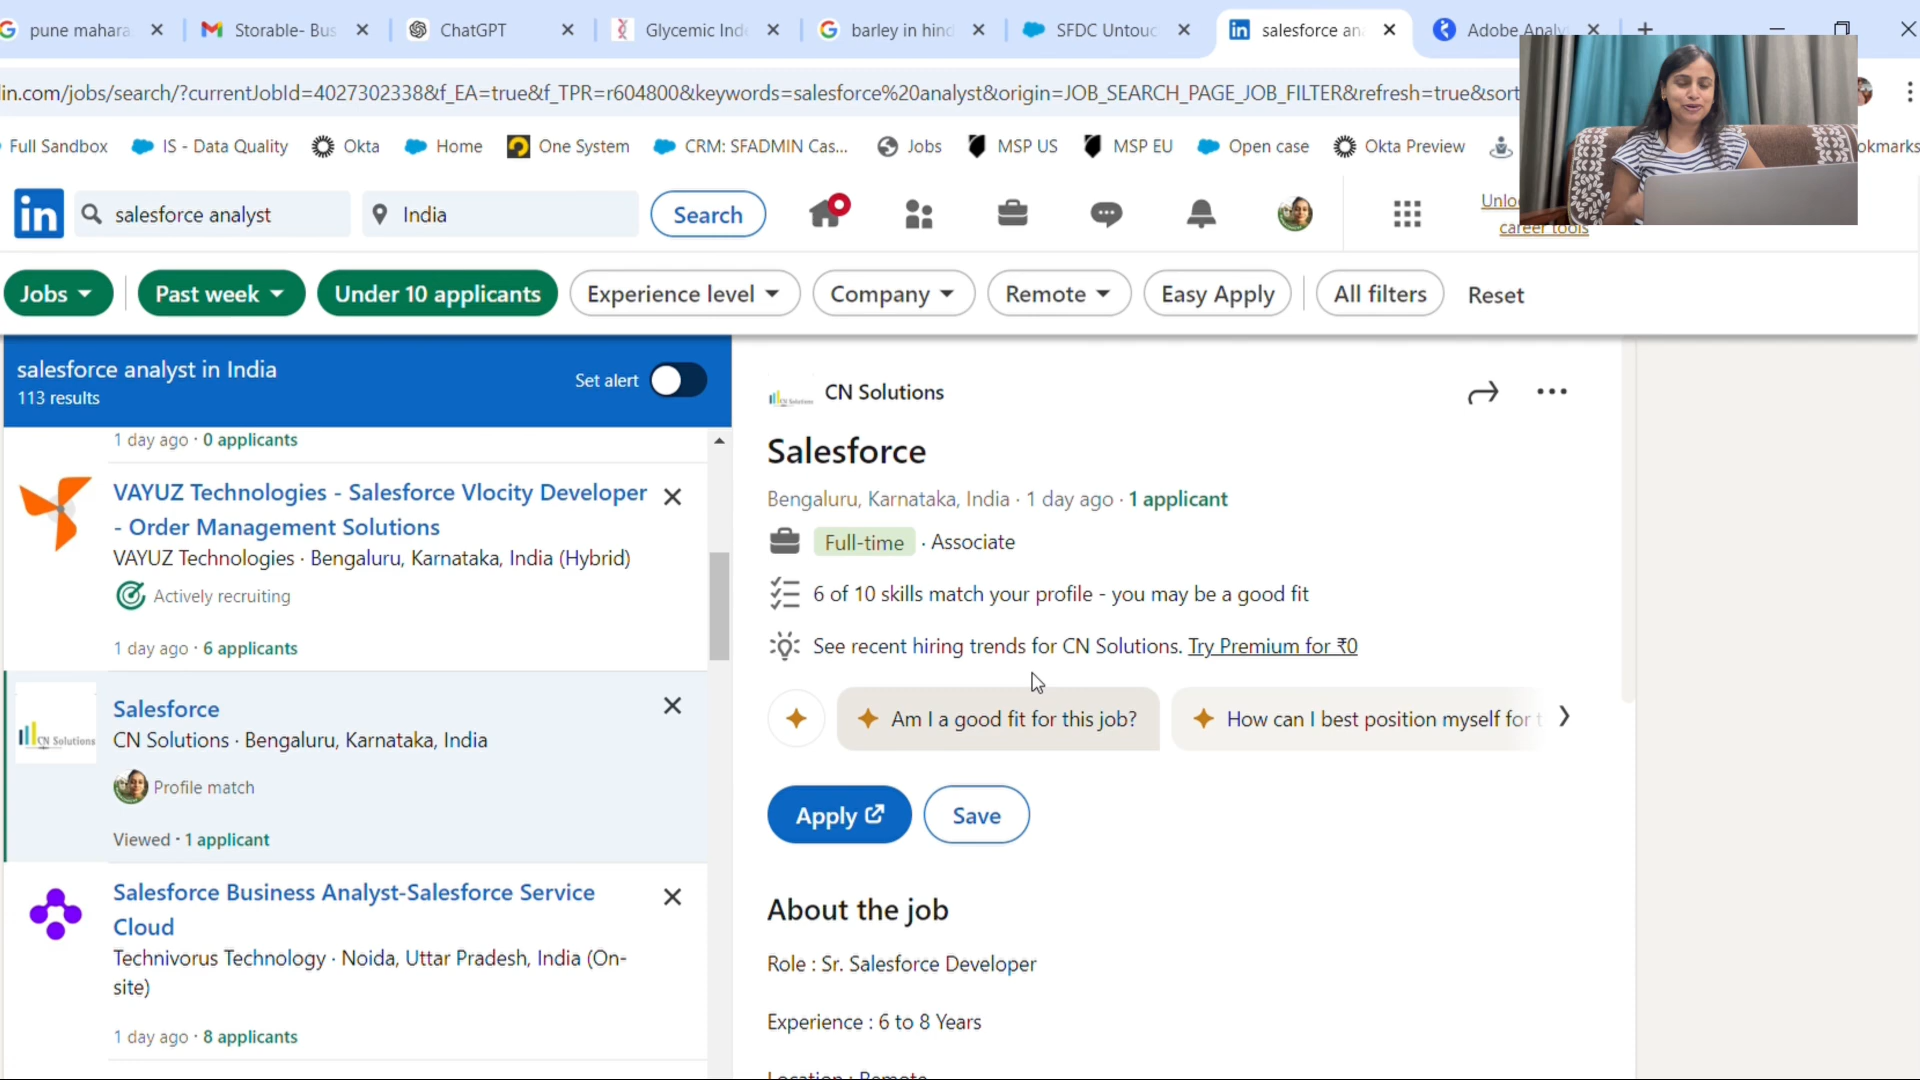 pune mahara
Storable- Bus
ChatGPT
Glycemic Ind
barley in hind
SFDC Untouc
salesforce an
Adobe Analy
in.com/jobs/search/?currentJobId=4027302338&f_EA=true&f_TPR=r604800&keywords=salesforce%20analyst&origin=JOB_SEARCH_PAGE_JOB_FILTER&refresh=true&sort
Full Sandbox
IS - Data Quality
Okta
Home
One System
CRM: SFADMIN Cas...
Jobs
MSP US
MSP EU
Open case
Okta Preview
okmarks
in
salesforce analyst
India
Search
Unlo
career tools
Jobs
Past week
Under 10 applicants
Experience level
Company
Remote
Easy Apply
All filters
Reset
salesforce analyst in India
113 results
Set alert
1 day ago · 0 applicants
VAYUZ Technologies - Salesforce Vlocity Developer
- Order Management Solutions
VAYUZ Technologies · Bengaluru, Karnataka, India (Hybrid)
Actively recruiting
1 day ago · 6 applicants
CN Solutions
Salesforce
CN Solutions · Bengaluru, Karnataka, India
Profile match
Viewed · 1 applicant
Salesforce Business Analyst-Salesforce Service
Cloud
Technivorus Technology · Noida, Uttar Pradesh, India (On-
site)
1 day ago · 8 applicants
CN Solutions
CN Solutions
Salesforce
Bengaluru, Karnataka, India · 1 day ago · 1 applicant
Full-time · Associate
6 of 10 skills match your profile - you may be a good fit
See recent hiring trends for CN Solutions. Try Premium for ₹0
Am I a good fit for this job?
How can I best position myself for t
Apply
Save
About the job
Role : Sr. Salesforce Developer
Experience : 6 to 8 Years
Location : Remote